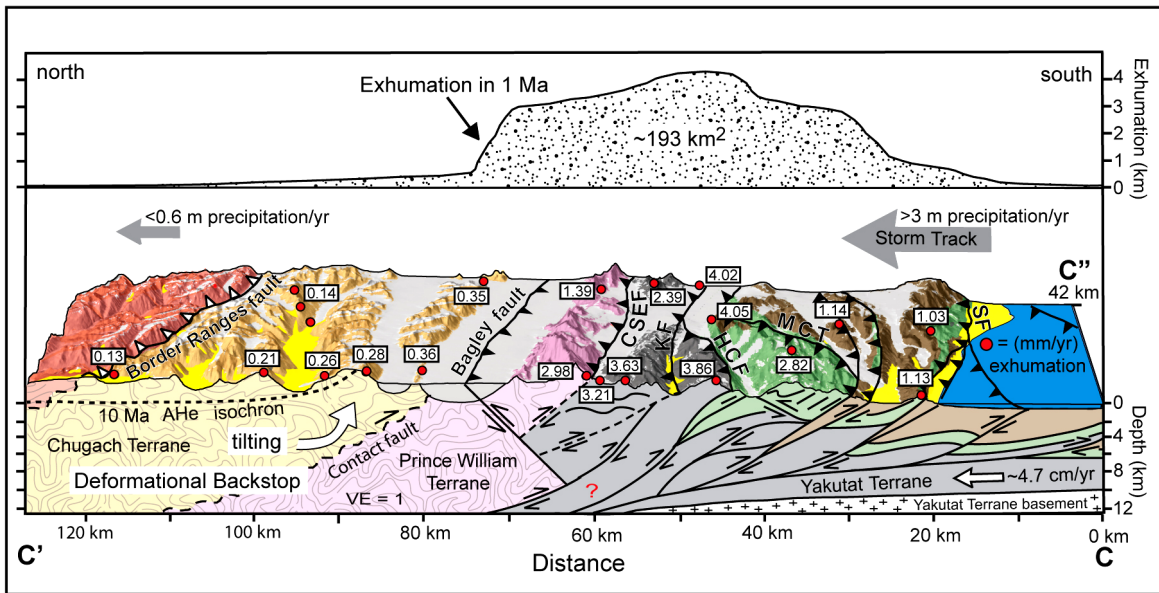 north
south
Exhumation in 1 Ma
~193 km²
4
3
2
1
0
Exhumation (km)
<0.6 m precipitation/yr
>3 m precipitation/yr
Storm Track
C"
42 km
0.14
0.35
1.39
CSEF
2.39
4.02
4.05
MCT
1.14
1.03
SF
= (mm/yr)
exhumation
Border Ranges fault
Bagley fault
KF
HCF
0.13
0.21
0.26
0.28
0.36
2.98
3.21
3.63
3.86
2.82
1.13
10 Ma AHe isochron
Chugach Terrane
tilting
Contact fault
Deformational Backstop
Prince William
Terrane
VE = 1
?
Yakutat Terrane
~4.7 cm/yr
Yakutat Terrane basement
0
4
8
12
Depth (km)
120 km
100 km
80 km
60 km
40 km
20 km
0 km
C'
Distance
C